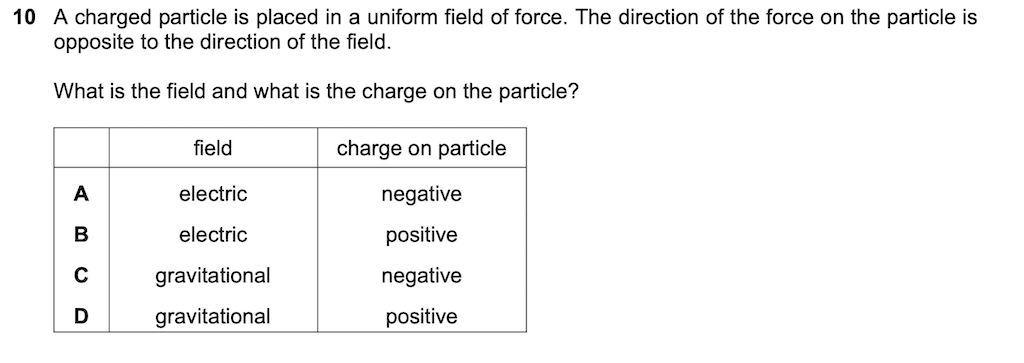 10 A charged particle is placed in a uniform field of force. The direction of the force on the particle is
opposite to the direction of the field.
What is the field and what is the charge on the particle?
field charge on particle
A electric negative
B electric positive
C gravitational negative
D gravitational positive